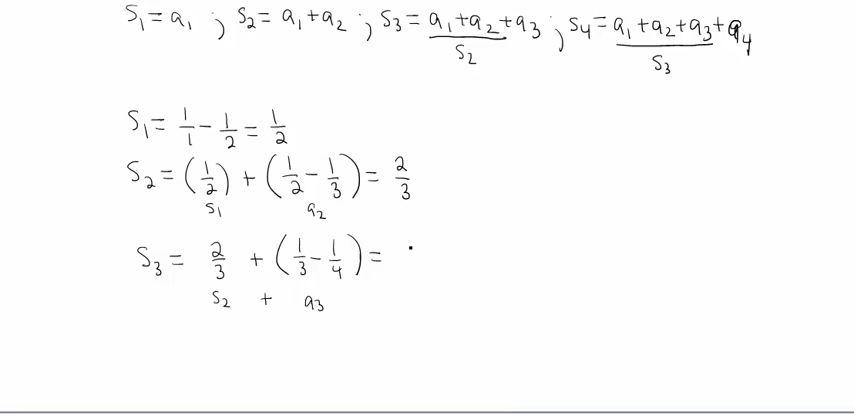 S₁ = a₁ ; S₂ = a₁ + a₂ ; S₃ = a₁ + a₂ + a₃ ; S₄ = a₁ + a₂ + a₃ + a₄
S₂ S₃
S₁ = 1/1 - 1/2 = 1/2
S₂ = (1/2) + (1/2 - 1/3) = 2/3
S₁ a₂
S₃ = 2/3 + (1/3 - 1/4) =
S₂ + a₃